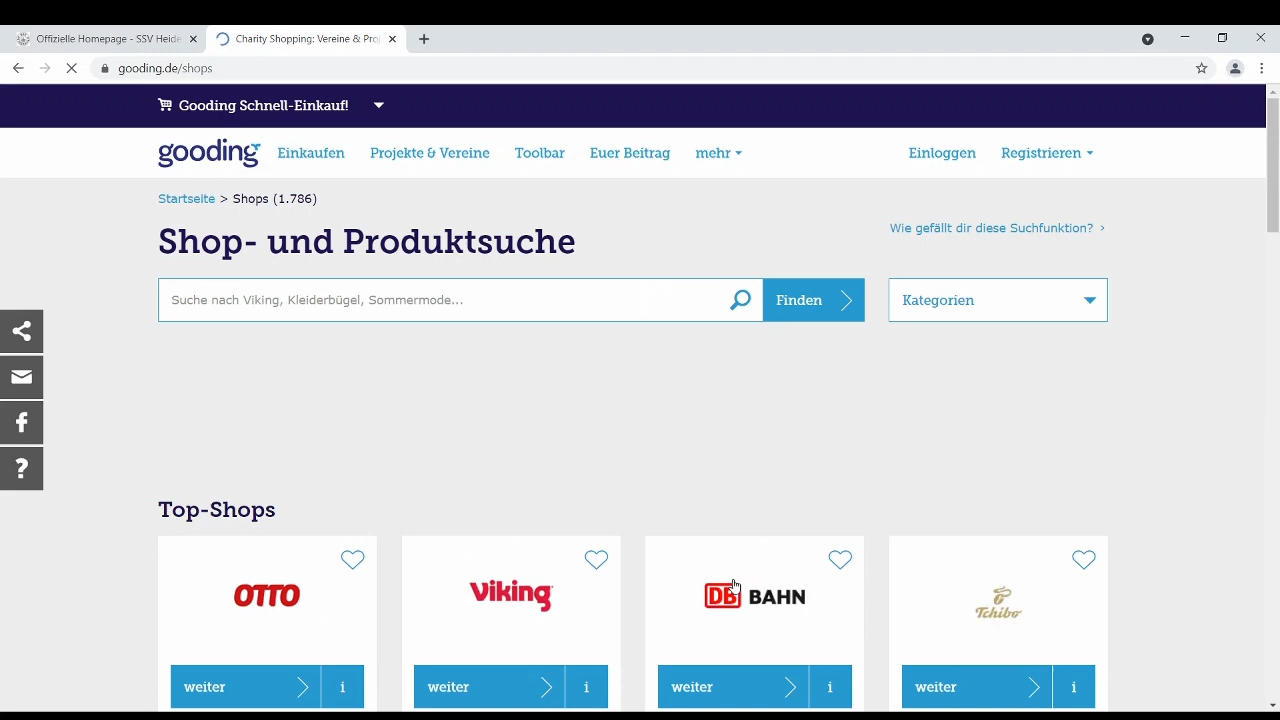 Offizielle Homepage - SSV Heide
Charity Shopping: Vereine & Pro
gooding.de/shops
Gooding Schnell-Einkauf!
gooding Einkaufen Projekte & Vereine Toolbar Euer Beitrag mehr Einloggen Registrieren
Startseite > Shops (1.786)
Wie gefällt dir diese Suchfunktion? ›
Shop- und Produktsuche
Suche nach Viking, Kleiderbügel, Sommermode... Finden Kategorien
?
Top-Shops
OTTO Viking DB BAHN Tchibo
weiter i weiter i weiter i weiter i